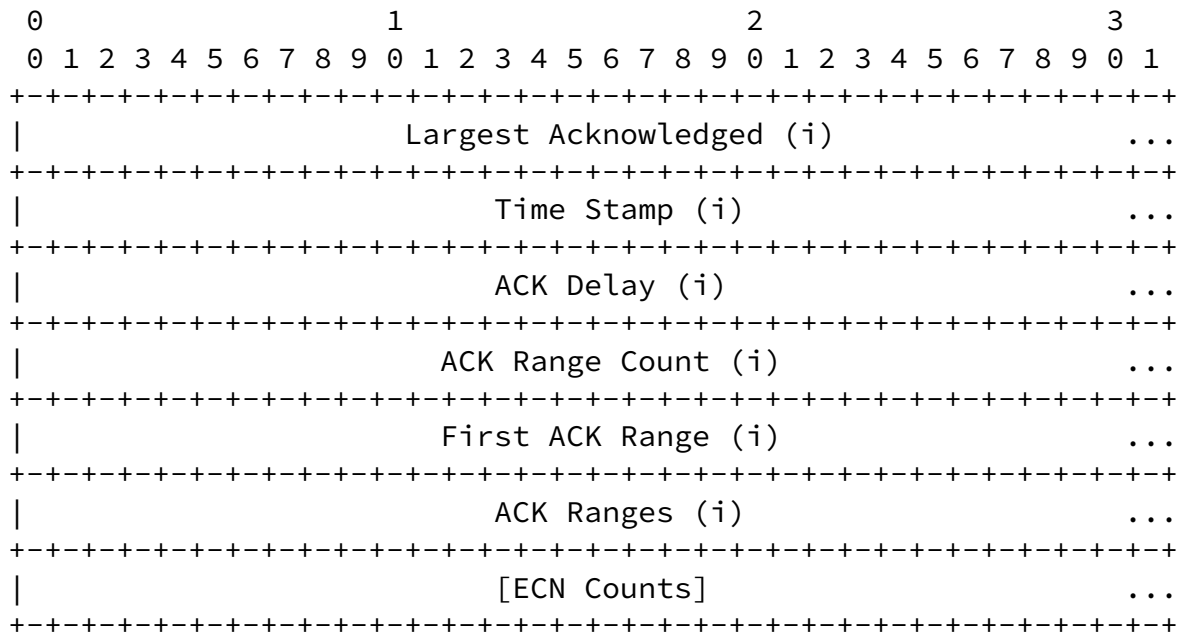 0                   1                   2                   3
 0 1 2 3 4 5 6 7 8 9 0 1 2 3 4 5 6 7 8 9 0 1 2 3 4 5 6 7 8 9 0 1
+-+-+-+-+-+-+-+-+-+-+-+-+-+-+-+-+-+-+-+-+-+-+-+-+-+-+-+-+-+-+-+-+
|                     Largest Acknowledged (i)                ...
+-+-+-+-+-+-+-+-+-+-+-+-+-+-+-+-+-+-+-+-+-+-+-+-+-+-+-+-+-+-+-+-+
|                          Time Stamp (i)                     ...
+-+-+-+-+-+-+-+-+-+-+-+-+-+-+-+-+-+-+-+-+-+-+-+-+-+-+-+-+-+-+-+-+
|                          ACK Delay (i)                      ...
+-+-+-+-+-+-+-+-+-+-+-+-+-+-+-+-+-+-+-+-+-+-+-+-+-+-+-+-+-+-+-+-+
|                       ACK Range Count (i)                   ...
+-+-+-+-+-+-+-+-+-+-+-+-+-+-+-+-+-+-+-+-+-+-+-+-+-+-+-+-+-+-+-+-+
|                       First ACK Range (i)                   ...
+-+-+-+-+-+-+-+-+-+-+-+-+-+-+-+-+-+-+-+-+-+-+-+-+-+-+-+-+-+-+-+-+
|                          ACK Ranges (i)                     ...
+-+-+-+-+-+-+-+-+-+-+-+-+-+-+-+-+-+-+-+-+-+-+-+-+-+-+-+-+-+-+-+-+
|                          [ECN Counts]                       ...
+-+-+-+-+-+-+-+-+-+-+-+-+-+-+-+-+-+-+-+-+-+-+-+-+-+-+-+-+-+-+-+-+